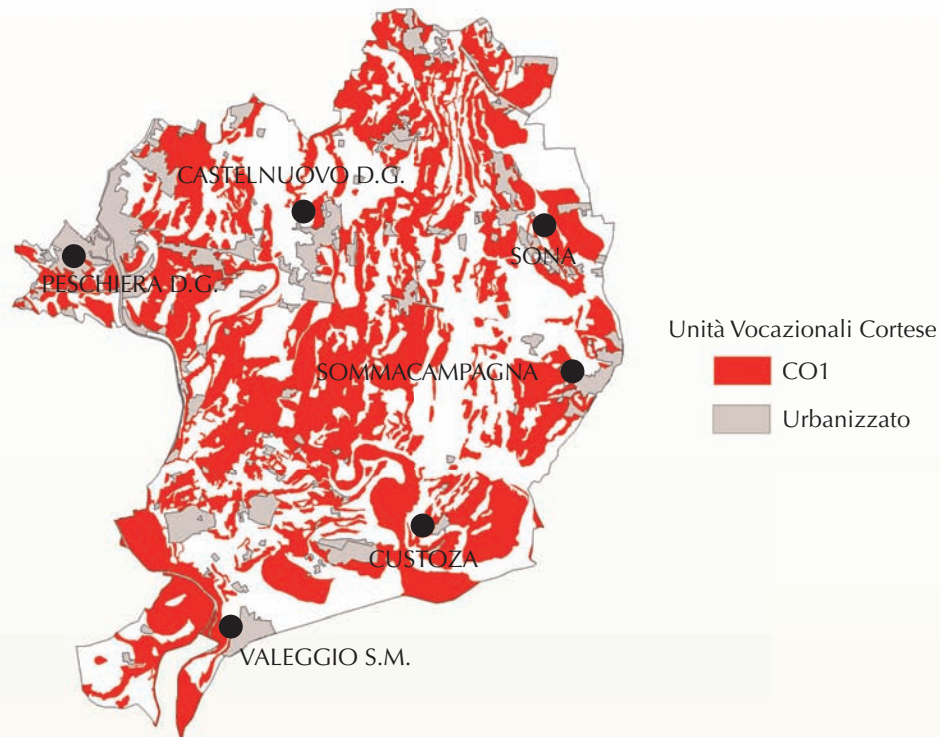 CASTELNUOVO D.G.
SONA
PESCHIERA D.G.
Unità Vocazionali Cortese
SOMMACAMPAGNA
CO1
Urbanizzato
CUSTOZA
VALEGGIO S.M.